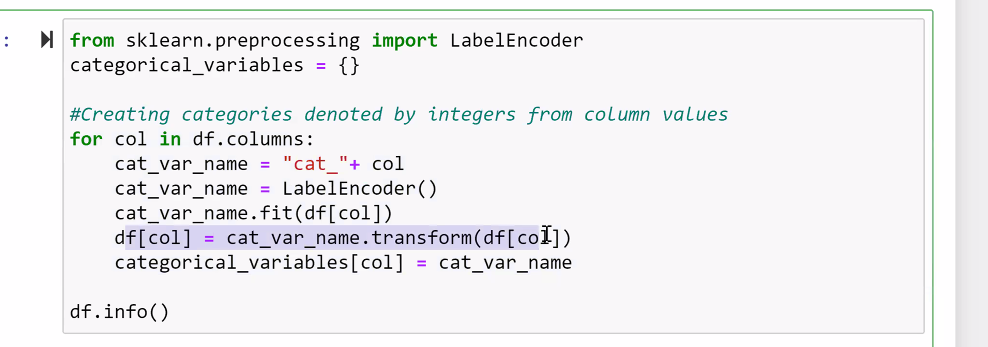 :
from sklearn.preprocessing import LabelEncoder
categorical_variables = {}
#Creating categories denoted by integers from column values
for col in df.columns:
    cat_var_name = "cat_"+ col
    cat_var_name = LabelEncoder()
    cat_var_name.fit(df[col])
    df[col] = cat_var_name.transform(df[col])
    categorical_variables[col] = cat_var_name
df.info()